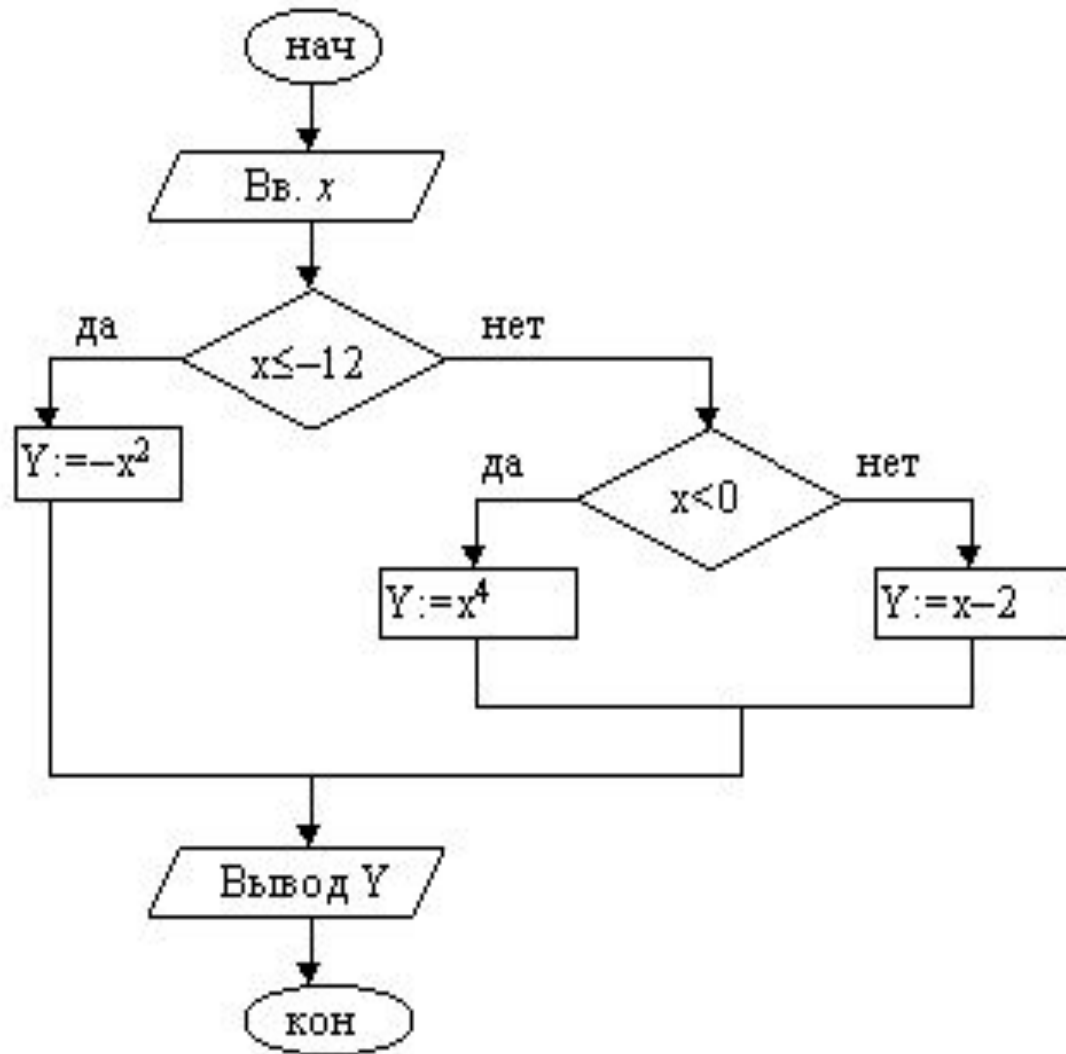 нач
Вв. x
да
нет
x≤−12
Y:=−x²
да
нет
x<0
Y:=x⁴
Y:=x−2
Вывод Y
кон